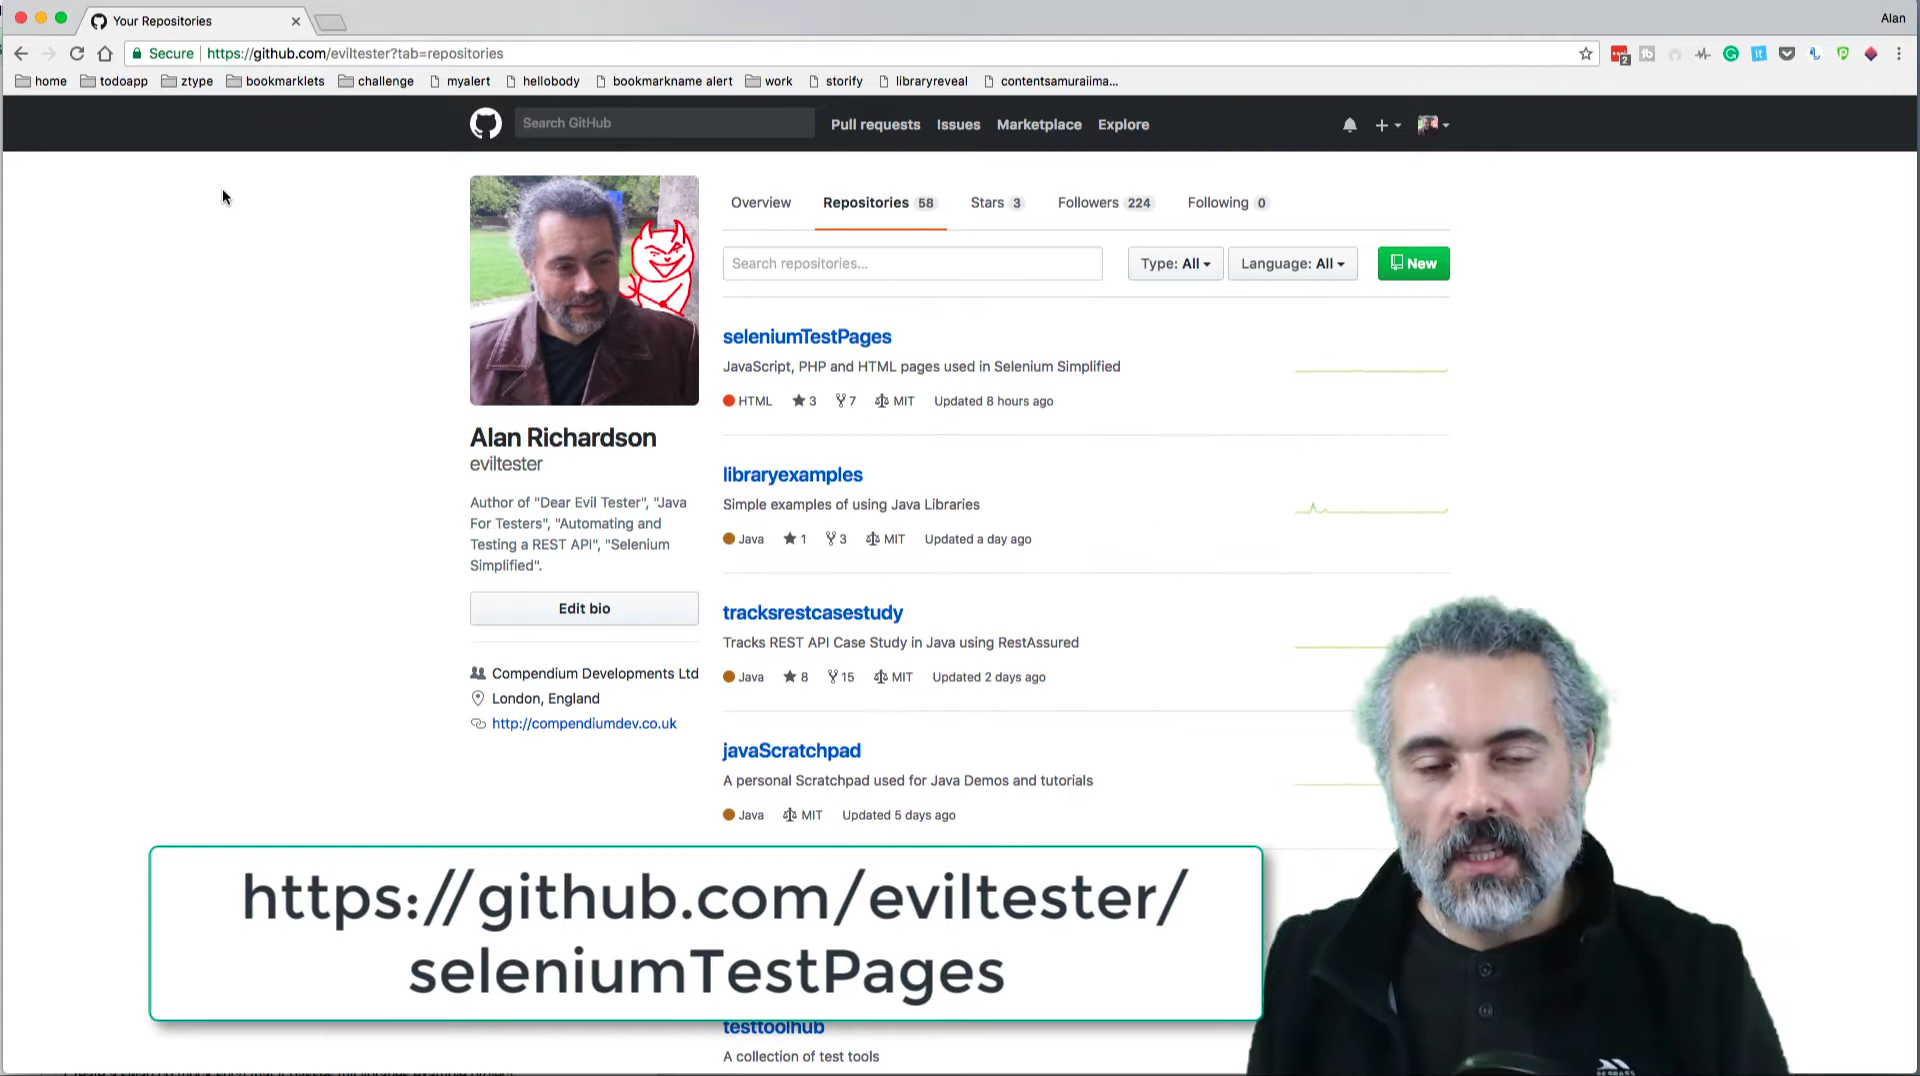 Your Repositories
Alan
Secure https://github.com/eviltester?tab=repositories
2
home todoapp ztype bookmarklets challenge myalert hellobody bookmarkname alert work storify libraryreveal contentsamuraiima...
Search GitHub Pull requests Issues Marketplace Explore
Overview Repositories 58 Stars 3 Followers 224 Following 0
Search repositories... Type: All Language: All New
seleniumTestPages
JavaScript, PHP and HTML pages used in Selenium Simplified
HTML 3 7 MIT Updated 8 hours ago
Alan Richardson
eviltester
Author of "Dear Evil Tester", "Java
For Testers", "Automating and
Testing a REST API", "Selenium
Simplified".
Edit bio
Compendium Developments Ltd
London, England
http://compendiumdev.co.uk
libraryexamples
Simple examples of using Java Libraries
Java 1 3 MIT Updated a day ago
tracksrestcasestudy
Tracks REST API Case Study in Java using RestAssured
Java 8 15 MIT Updated 2 days ago
javaScratchpad
A personal Scratchpad used for Java Demos and tutorials
Java MIT Updated 5 days ago
https://github.com/eviltester/
seleniumTestPages
testtoolhub
A collection of test tools